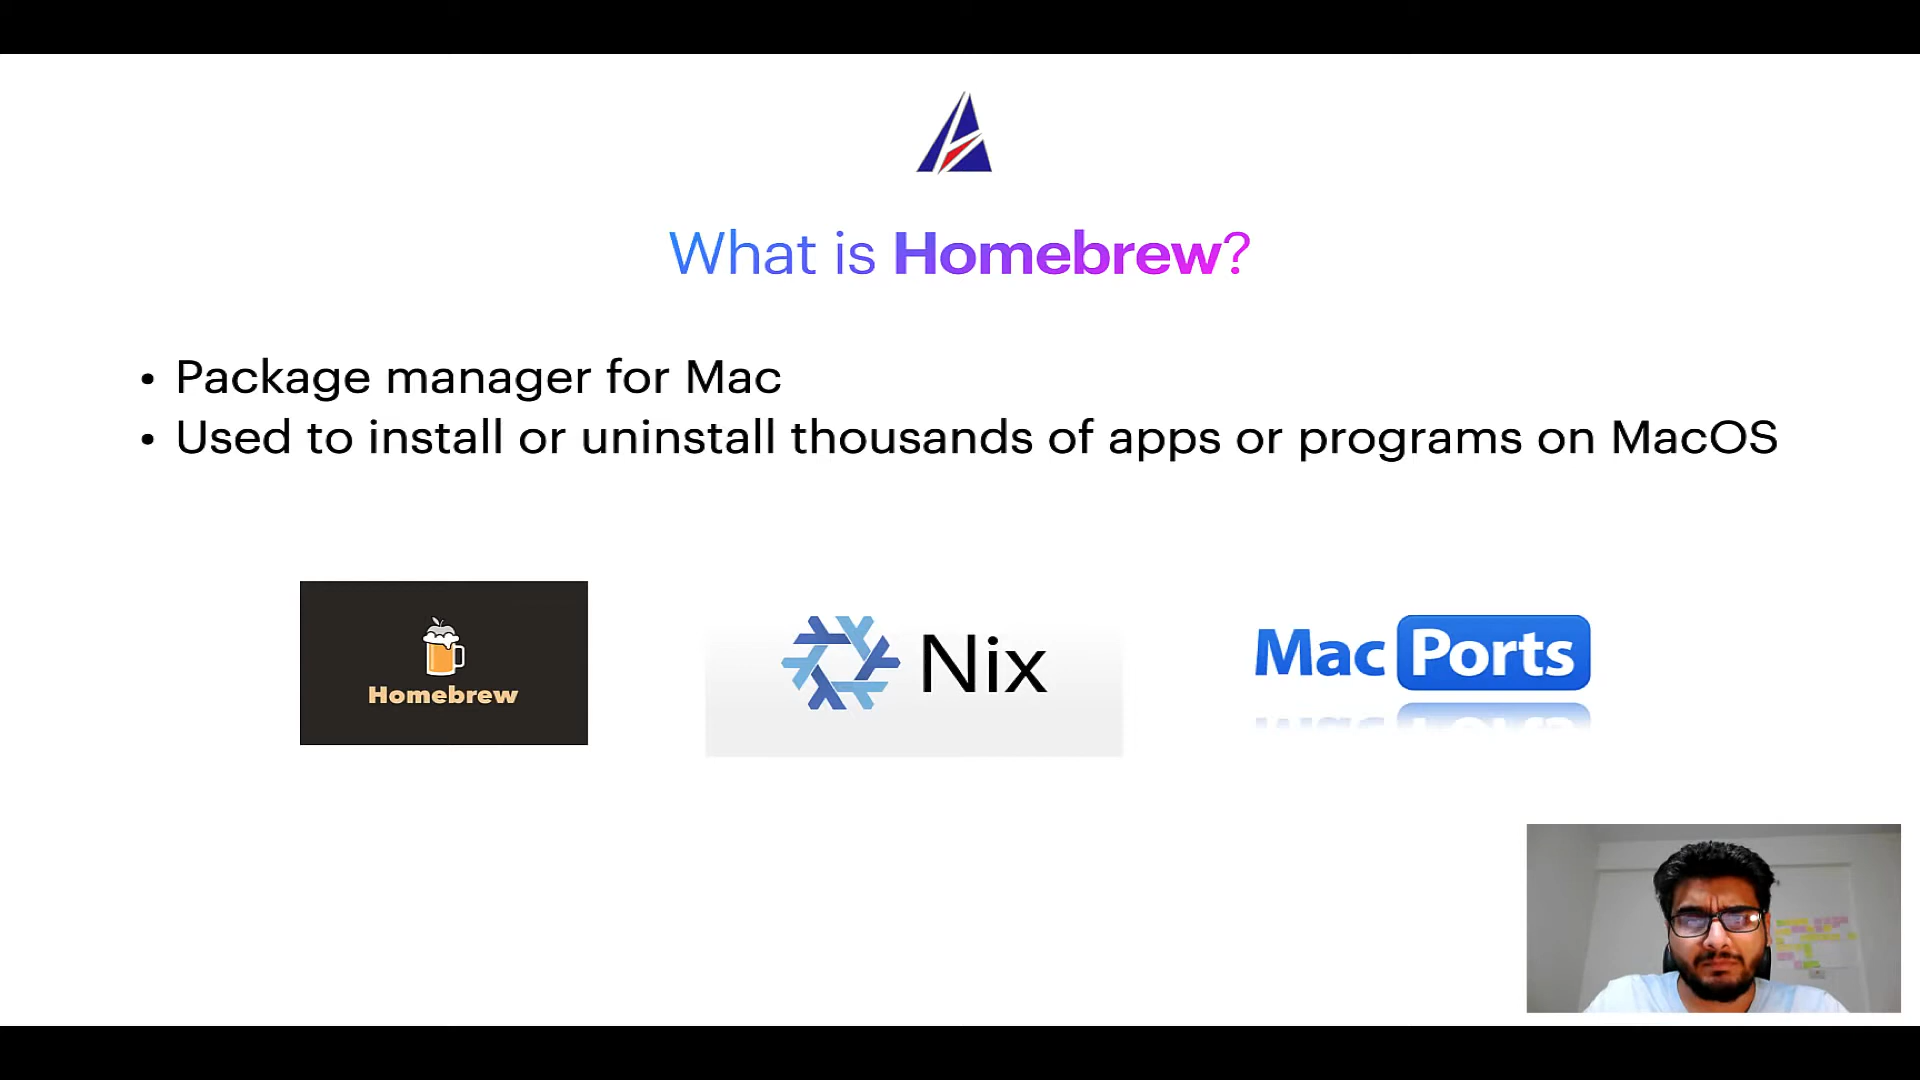 What is Homebrew?
• Package manager for Mac
• Used to install or uninstall thousands of apps or programs on MacOS
Homebrew
Nix
Mac Ports